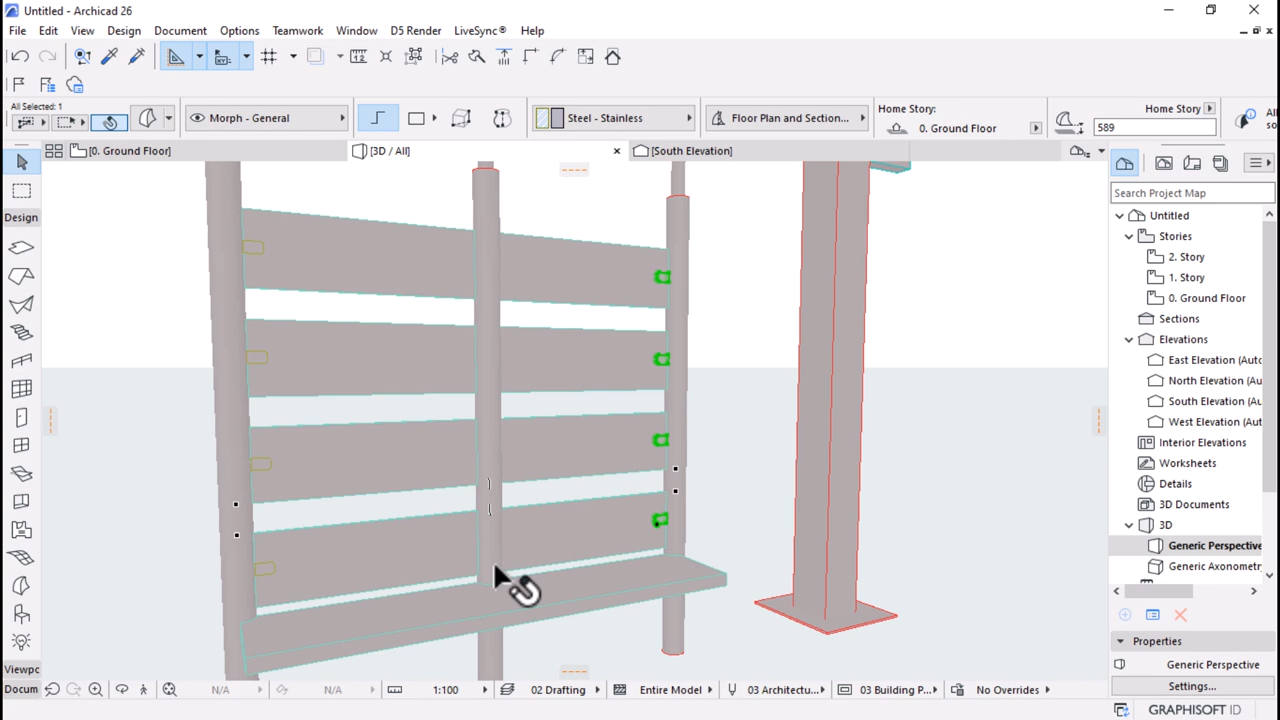 Untitled - Archicad 26
File Edit View Design Document Options Teamwork Window D5 Render LiveSync® Help
All Selected: 1
Morph - General
Steel - Stainless
Floor Plan and Section...
Home Story:
0. Ground Floor
Home Story
589
All
so
[0. Ground Floor]
[3D / All]
[South Elevation]
Design
Viewpc
Docum
Search Project Map
Untitled
Stories
2. Story
1. Story
0. Ground Floor
Sections
Elevations
East Elevation (Aut
North Elevation (Au
South Elevation (Au
West Elevation (Aut
Interior Elevations
Worksheets
Details
3D Documents
3D
Generic Perspective
Generic Axonometr
Properties
Generic Perspective
Settings...
N/A N/A 1:100 02 Drafting Entire Model 03 Architectu... 03 Building P... No Overrides
GRAPHISOFT ID